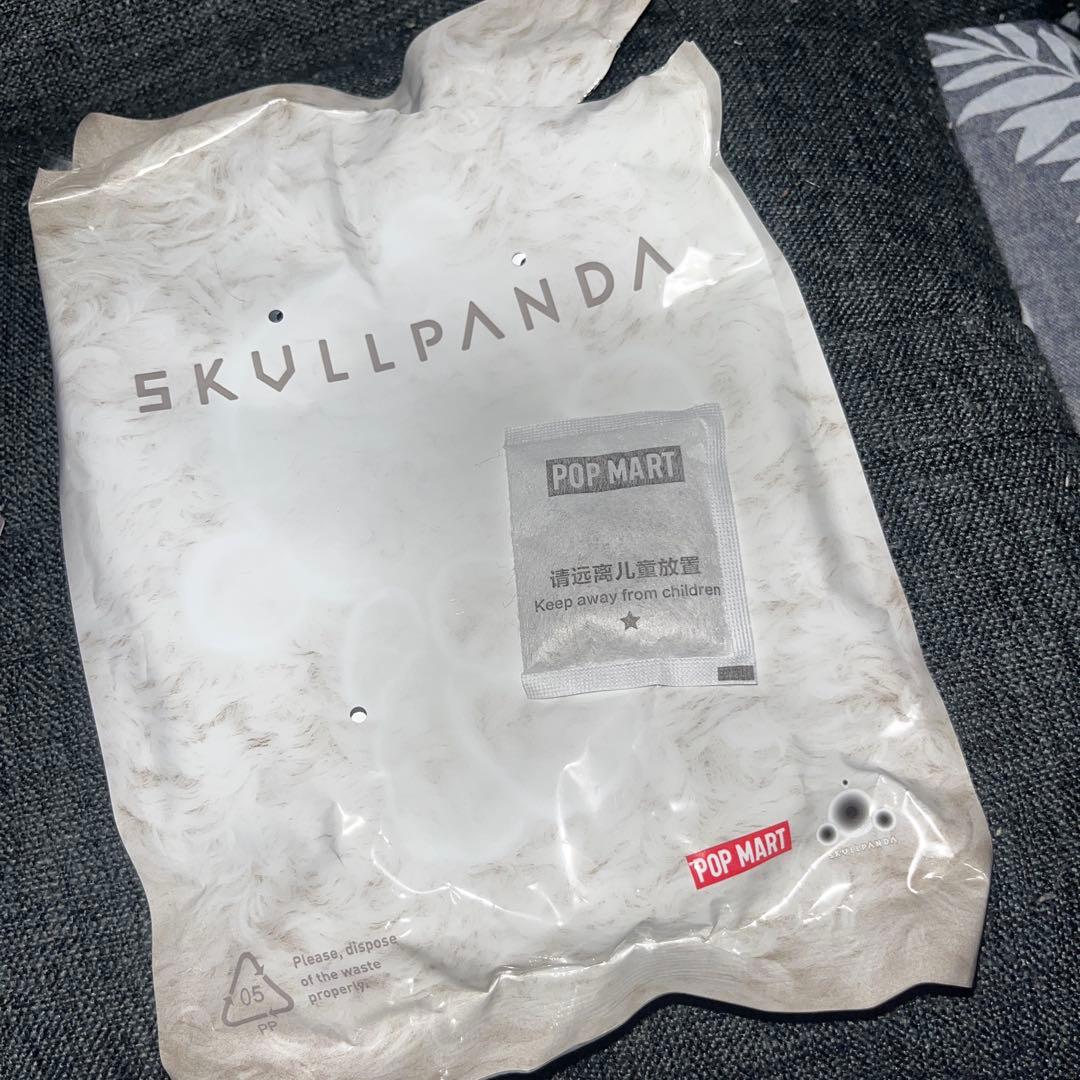 SKULLPANDA
POP MART
请远离儿童放置
Keep away from children
POP MART
SKULLPANDA
Please, dispose
of the waste
properly.
05
PP